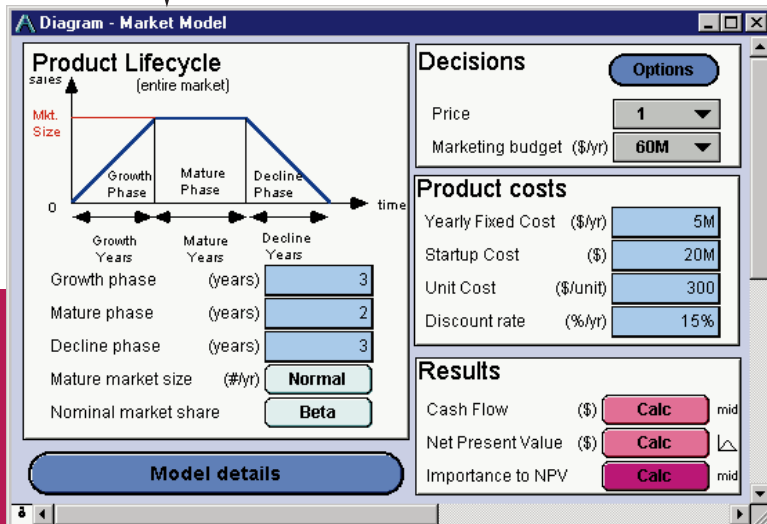 Diagram - Market Model
Product Lifecycle
(entire market)
sales
Mkt.
Size
Growth
Phase
Mature
Phase
Decline
Phase
0
time
Growth
Years
Mature
Years
Decline
Years
Growth phase (years) 3
Mature phase (years) 2
Decline phase (years) 3
Mature market size (#/yr) Normal
Nominal market share Beta
Model details
Decisions
Options
Price 1
Marketing budget ($/yr) 60M
Product costs
Yearly Fixed Cost ($/yr) 5M
Startup Cost ($) 20M
Unit Cost ($/unit) 300
Discount rate (%/yr) 15%
Results
Cash Flow ($) Calc mid
Net Present Value ($) Calc
Importance to NPV Calc mid